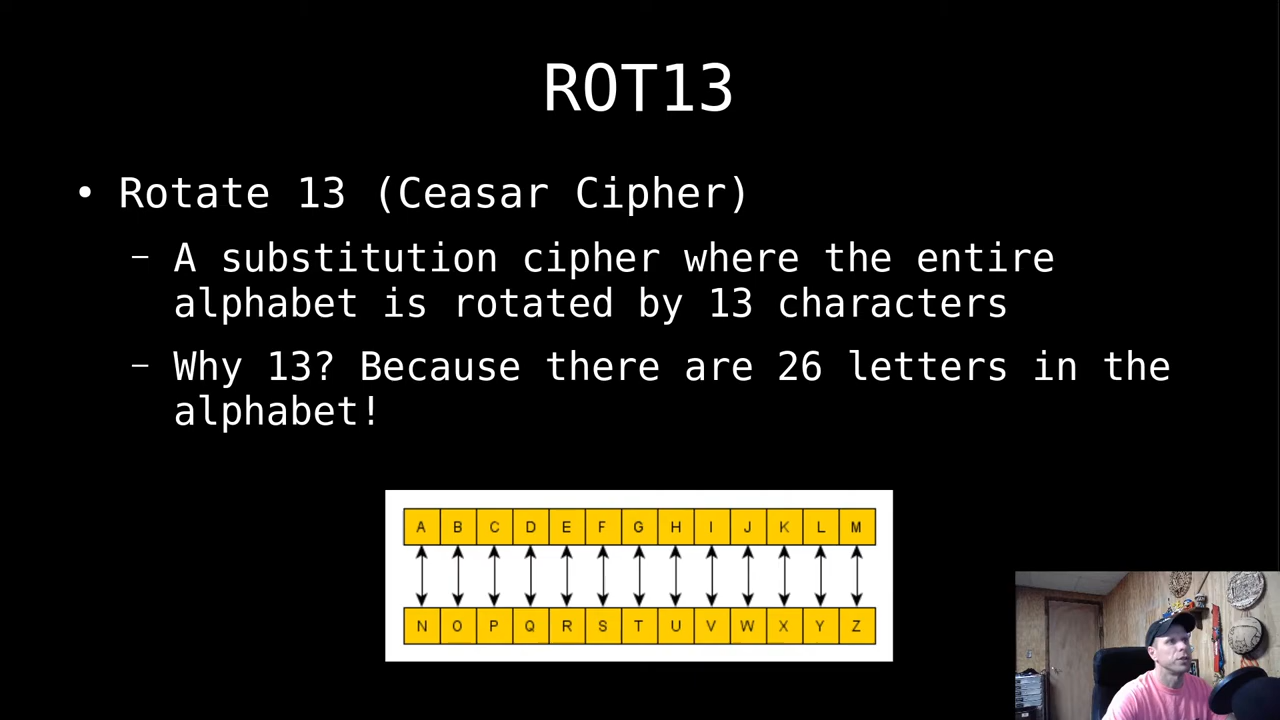 ROT13
• Rotate 13 (Ceasar Cipher)
– A substitution cipher where the entire
alphabet is rotated by 13 characters
– Why 13? Because there are 26 letters in the
alphabet!
A B C D E F G H I J K L M
N O P Q R S T U V W X Y Z